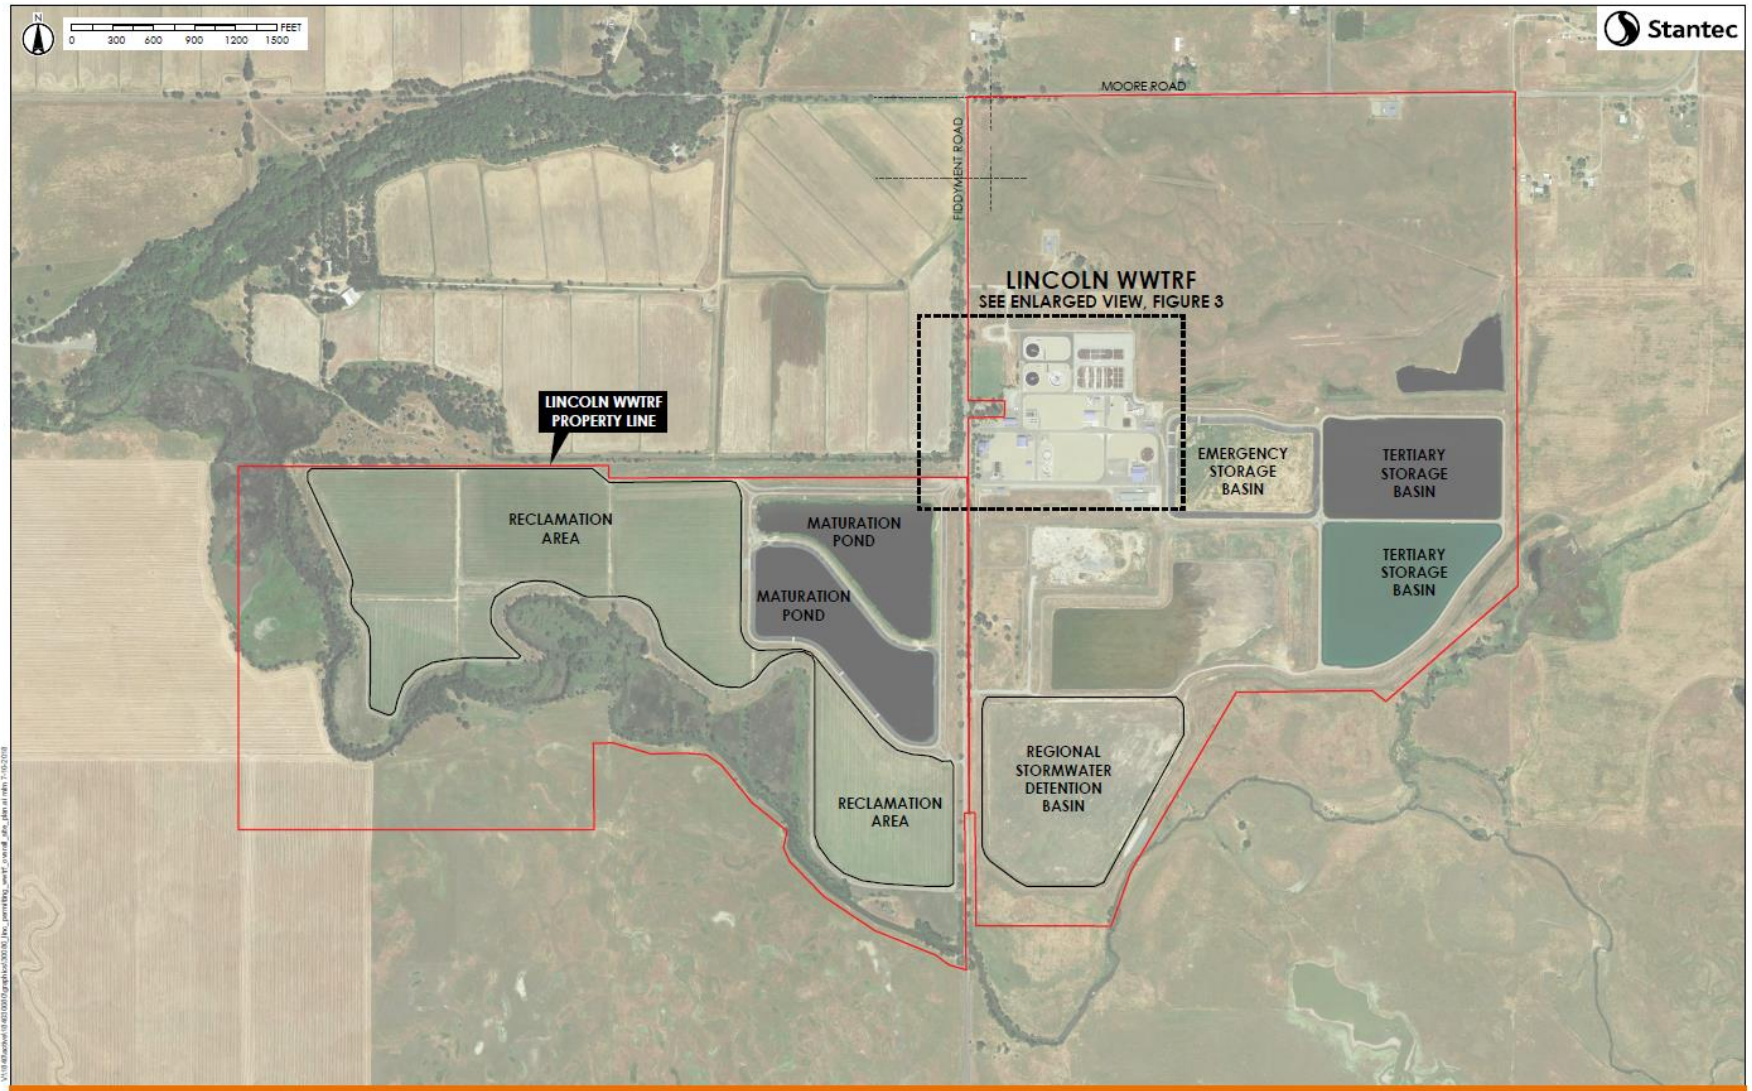 N
FEET
0 300 600 900 1200 1500
Stantec
MOORE ROAD
FIDDYMENT ROAD
LINCOLN WWTRF
SEE ENLARGED VIEW, FIGURE 3
LINCOLN WWTRF
PROPERTY LINE
EMERGENCY
STORAGE
BASIN
TERTIARY
STORAGE
BASIN
RECLAMATION
AREA
MATURATION
POND
TERTIARY
STORAGE
BASIN
MATURATION
POND
REGIONAL
STORMWATER
DETENTION
BASIN
RECLAMATION
AREA